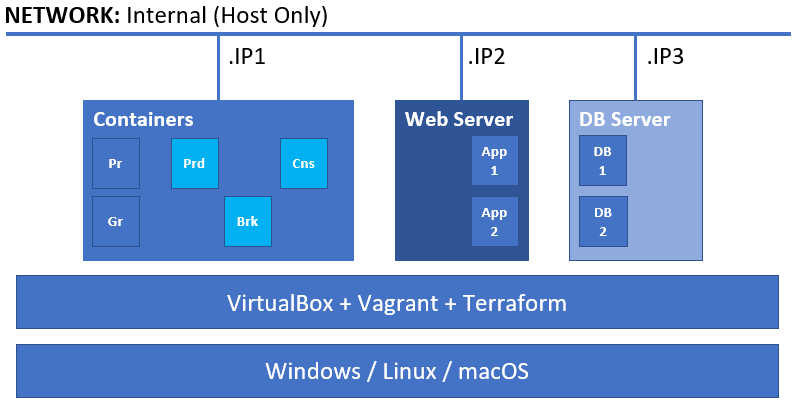 NETWORK: Internal (Host Only)
.IP1
.IP2
.IP3
Containers
Pr
Prd
Cns
Gr
Brk
Web Server
App
1
App
2
DB Server
DB
1
DB
2
VirtualBox + Vagrant + Terraform
Windows / Linux / macOS